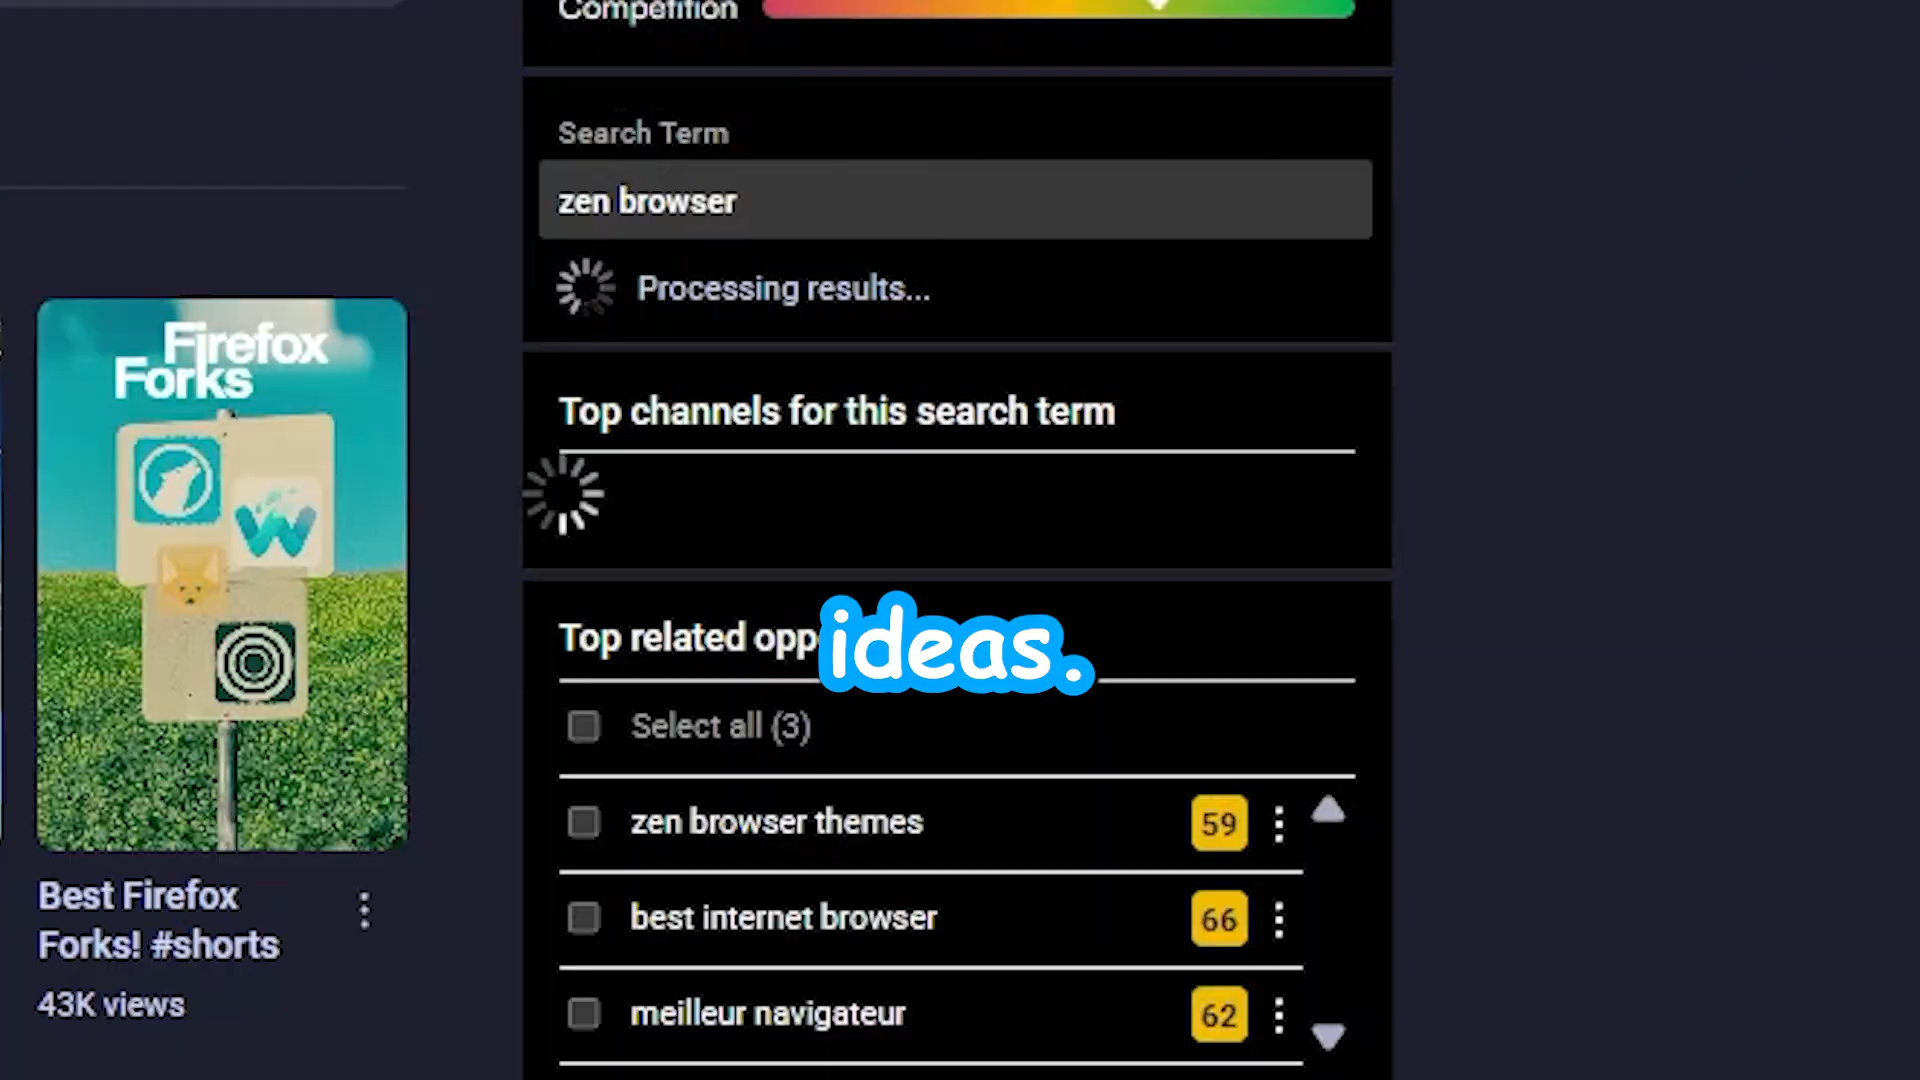 Competition
Search Term
zen browser
Processing results...
Firefox
Forks
Top channels for this search term
Top related opp
ideas.
Select all (3)
zen browser themes 59
best internet browser 66
meilleur navigateur 62
Best Firefox
Forks! #shorts
43K views